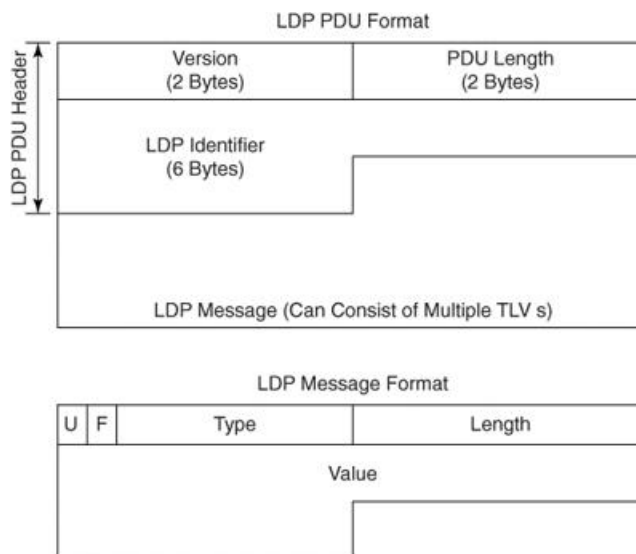 LDP PDU Format
LDP PDU Header
Version
(2 Bytes)
PDU Length
(2 Bytes)
LDP Identifier
(6 Bytes)
LDP Message (Can Consist of Multiple TLV s)
LDP Message Format
U
F
Type
Length
Value